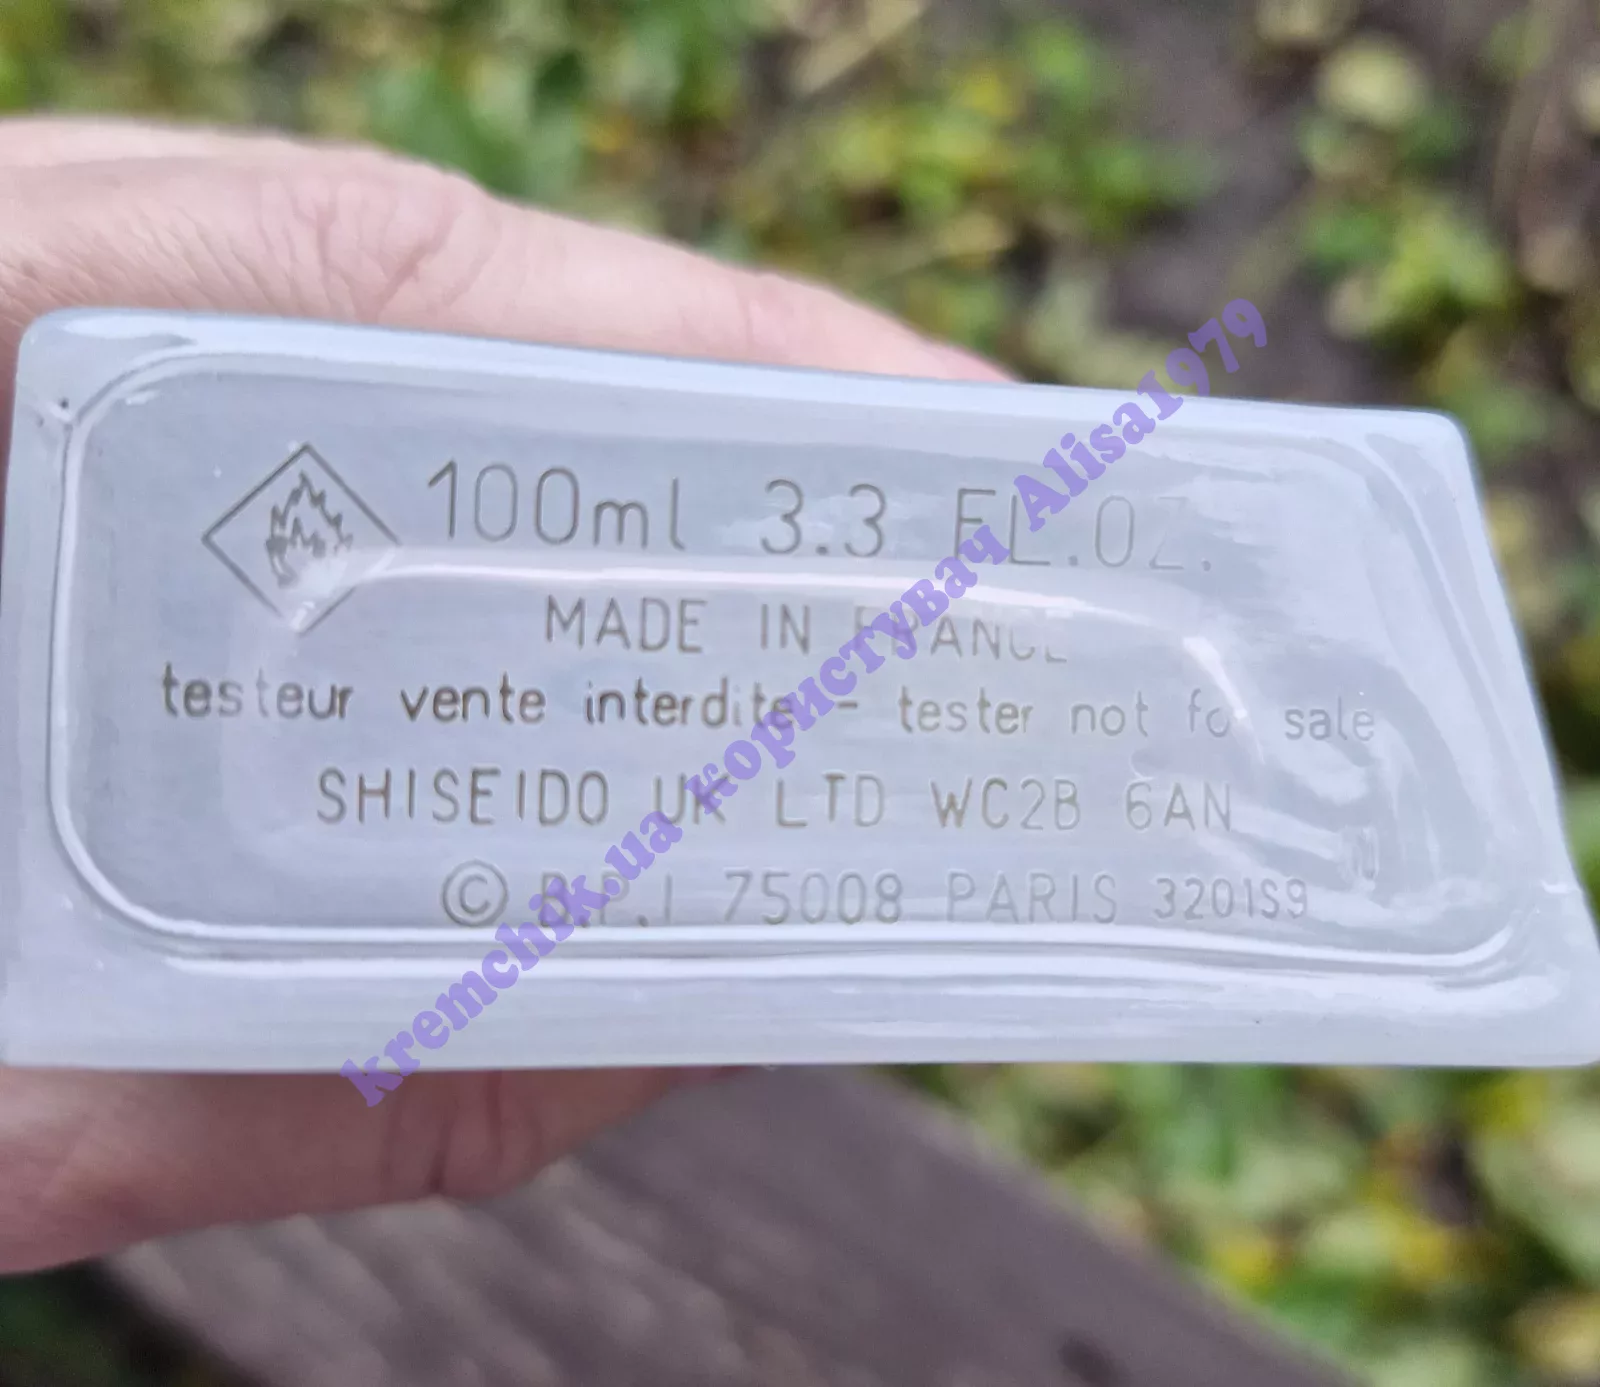 100ml 3.3 FL.OZ.
MADE IN FRANCE
testeur vente interdite - tester not for sale
SHISEIDO UK LTD WC2B 6AN
© B.P.I 75008 PARIS 3201S9
kremchik.ua користувач Alisa1979